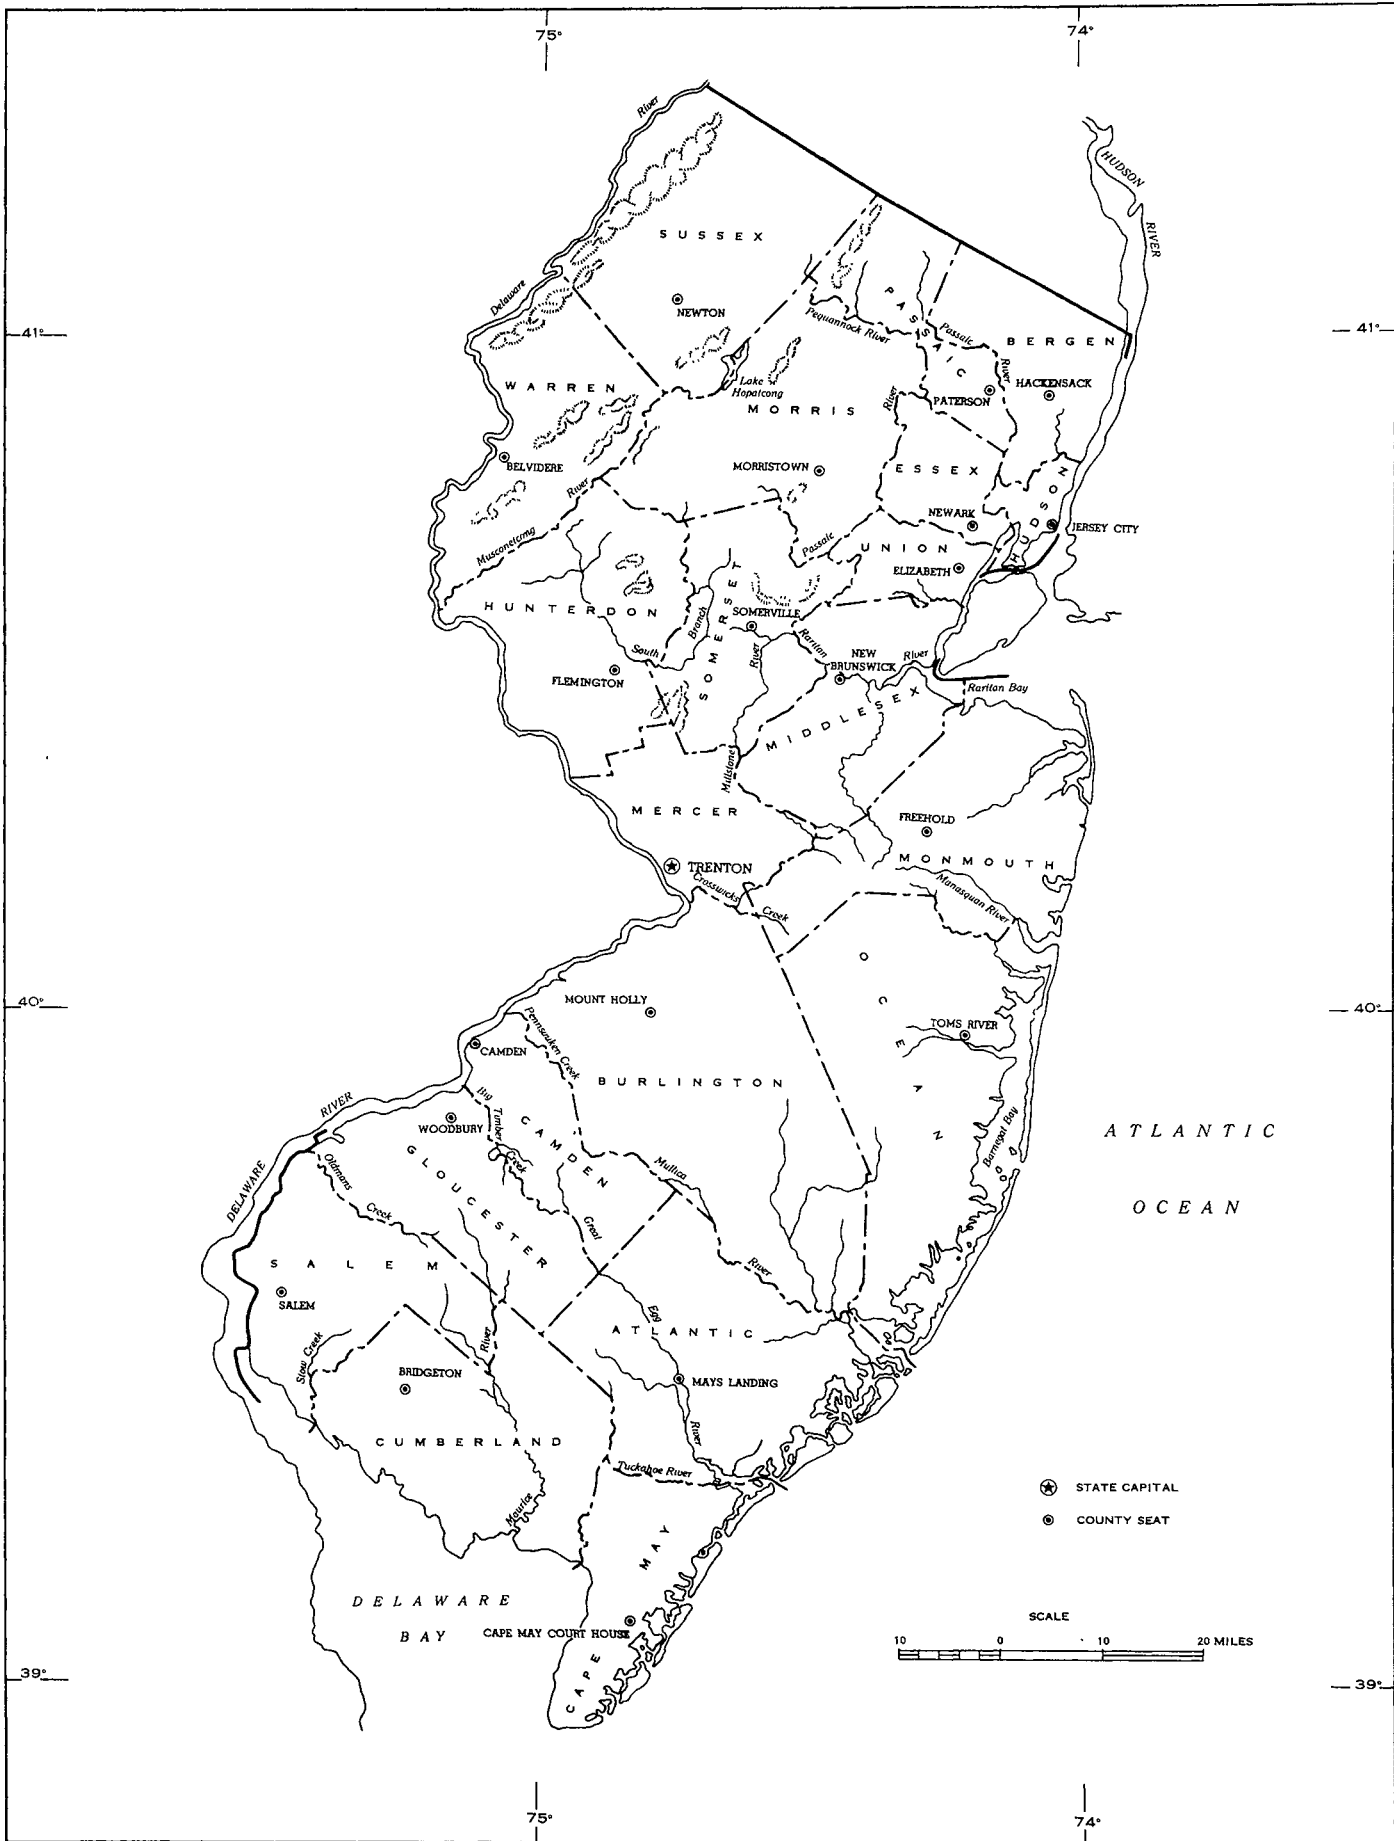 75°
74°
River
HUDSON
RIVER
SUSSEX
Delaware
NEWTON
PASSAIC
Pequannock River
Passaic
River
BERGEN
41°
41°
WARREN
Lake
Hopatcong
MORRIS
River
PATERSON
HACKENSACK
BELVIDERE
MORRISTOWN
ESSEX
HUDSON
River
Musconetcong
NEWARK
JERSEY CITY
Passaic
UNION
ELIZABETH
HUNTERDON
SOMERSET
Branch
SOMERVILLE
South
River
Raritan
NEW
BRUNSWICK
River
FLEMINGTON
Raritan Bay
MIDDLESEX
Millstone
MERCER
FREEHOLD
MONMOUTH
TRENTON
Crosswicks
Creek
Manasquan River
OCEAN
40°
40°
MOUNT HOLLY
Pennsauken Creek
TOMS RIVER
CAMDEN
BURLINGTON
Big
Timber
Creek
RIVER
WOODBURY
CAMDEN
Barnegat Bay
ATLANTIC
OCEAN
DELAWARE
Oldmans
Creek
GLOUCESTER
Mullica
River
Great
Egg
River
SALEM
SALEM
ATLANTIC
Stow Creek
River
BRIDGETON
MAYS LANDING
CUMBERLAND
Tuckahoe River
Maurice
STATE CAPITAL
COUNTY SEAT
CAPE MAY
DELAWARE
BAY
CAPE MAY COURT HOUSE
SCALE
10 0 10 20 MILES
39°
39°
75°
74°